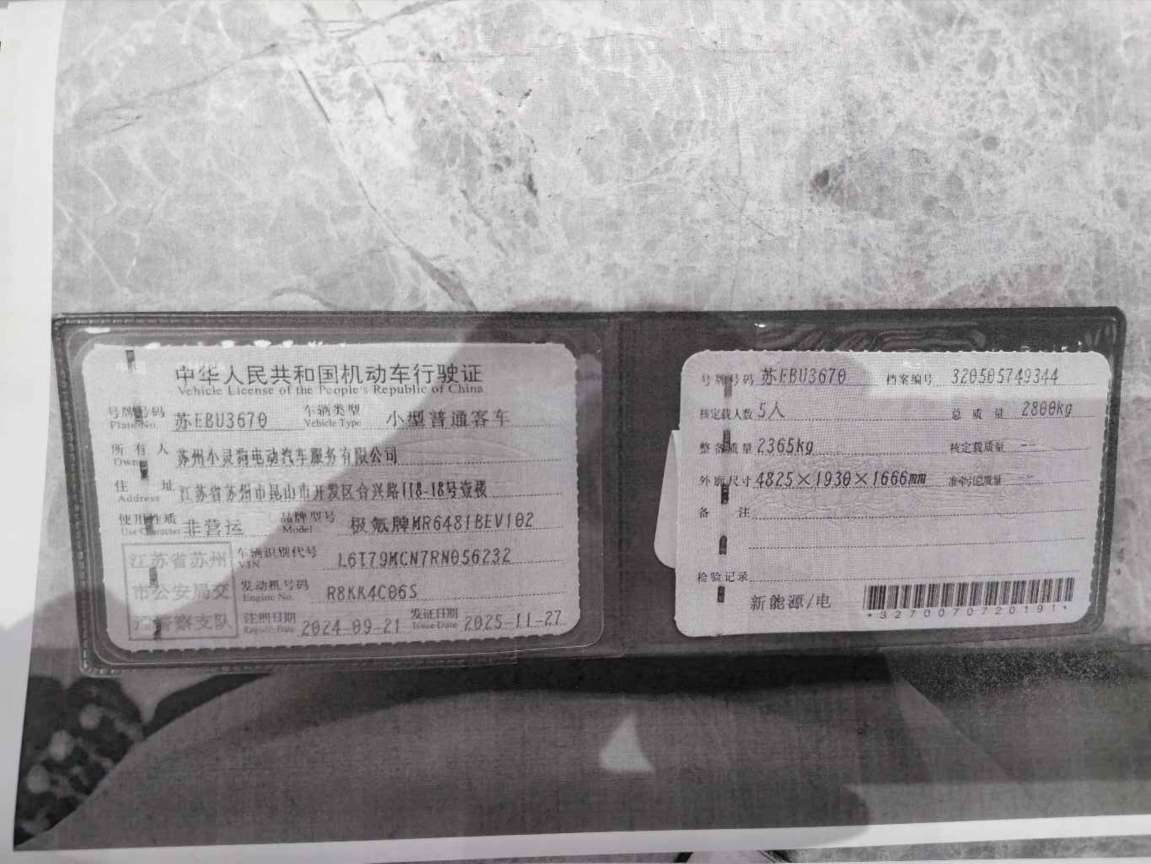 中华人民共和国机动车行驶证
Vehicle License of the People's Republic of China
号牌号码 苏EBU3670 车辆类型 小型普通客车
Plate No. Vehicle Type
所有人 苏州小灵狗电动汽车服务有限公司
Owner
住址 江苏省苏州市昆山市开发区合兴路118-18号壹楼
Address
使用性质 非营运 品牌型号 极氪牌MR6481BEV102
Use Character Model
江苏省苏州 车辆识别代号 L6T79MCN7RN056232
VIN
市公安局交 发动机号码 R8KK4C06S
Engine No.
通警察支队 注册日期 2024-09-21 发证日期 2025-11-27
Register Date Issue Date
号牌号码 苏EBU3670 档案编号 320505749344
核定载人数 5人 总质量 2800kg
整备质量 2365kg 核定载质量 --
外廓尺寸 4825×1930×1666mm 准牵引总质量 --
备注
检验记录
新能源/电
*3270070720191*